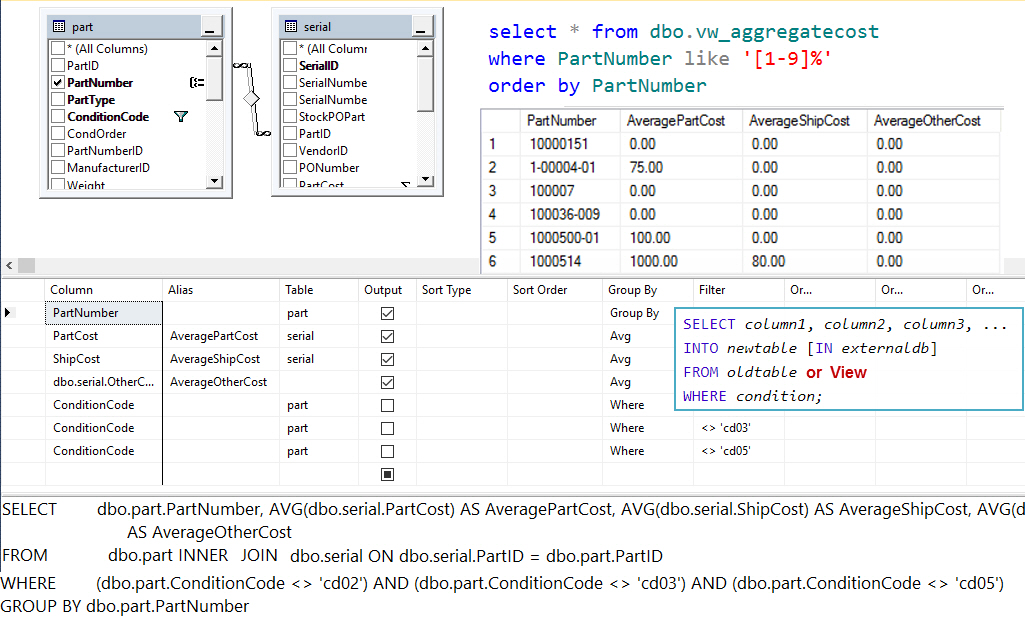 part
* (All Columns)
PartID
PartNumber
PartType
ConditionCode
CondOrder
PartNumberID
ManufacturerID
Weight
serial
* (All Column
SerialID
SerialNumbe
SerialNumbe
StockPOPart
PartID
VendorID
PONumber
PartCost
select * from dbo.vw_aggregatecost
where PartNumber like '[1-9]%'
order by PartNumber
PartNumber AveragePartCost AverageShipCost AverageOtherCost
1 10000151 0.00 0.00 0.00
2 1-00004-01 75.00 0.00 0.00
3 100007 0.00 0.00 0.00
4 100036-009 0.00 0.00 0.00
5 1000500-01 100.00 0.00 0.00
6 1000514 1000.00 80.00 0.00
Column Alias Table Output Sort Type Sort Order Group By Filter Or... Or... Or...
PartNumber part Group By
PartCost AveragePartCost serial Avg
ShipCost AverageShipCost serial Avg
dbo.serial.OtherC... AverageOtherCost Avg
ConditionCode part Where
ConditionCode part Where <> 'cd03'
ConditionCode part Where <> 'cd05'
SELECT column1, column2, column3, ...
INTO newtable [IN externaldb]
FROM oldtable or View
WHERE condition;
SELECT dbo.part.PartNumber, AVG(dbo.serial.PartCost) AS AveragePartCost, AVG(dbo.serial.ShipCost) AS AverageShipCost, AVG(d
AS AverageOtherCost
FROM dbo.part INNER JOIN dbo.serial ON dbo.serial.PartID = dbo.part.PartID
WHERE (dbo.part.ConditionCode <> 'cd02') AND (dbo.part.ConditionCode <> 'cd03') AND (dbo.part.ConditionCode <> 'cd05')
GROUP BY dbo.part.PartNumber